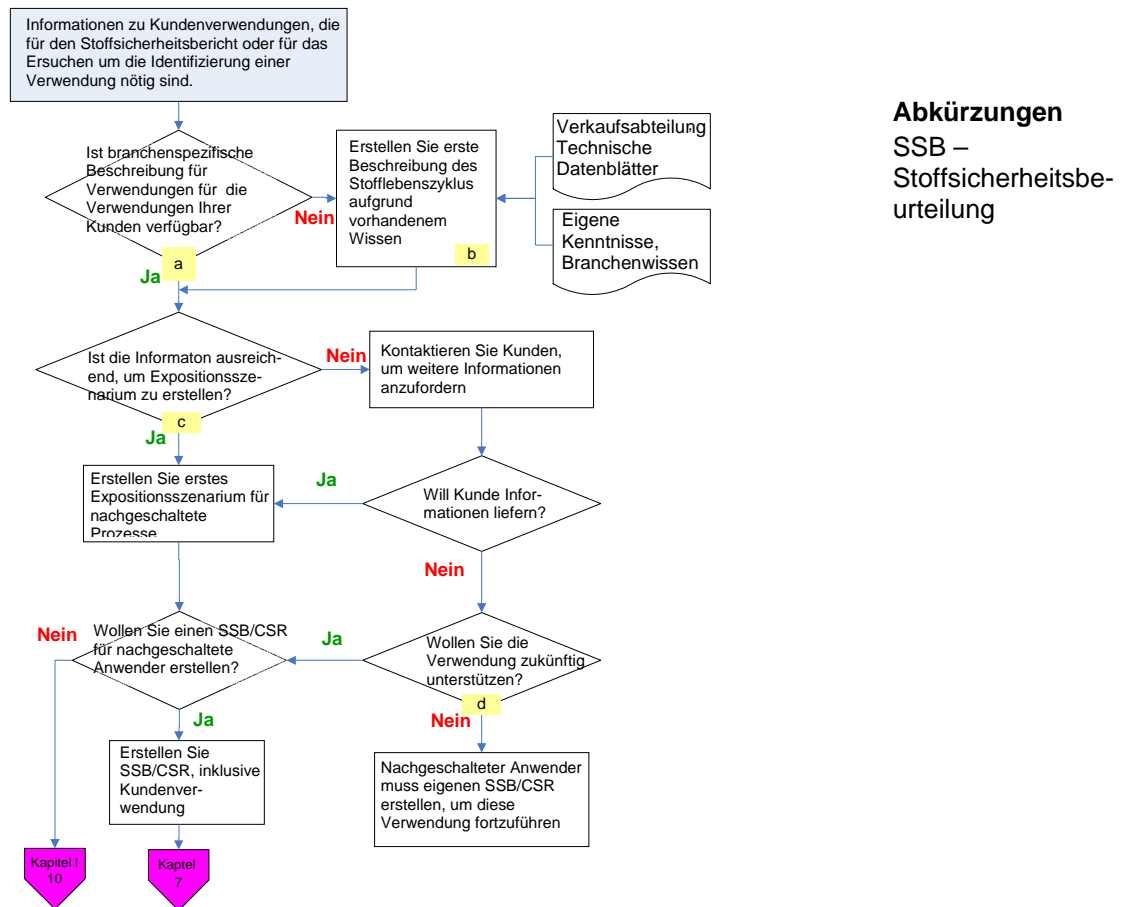 Informationen zu Kundenverwendungen, die
für den Stoffsicherheitsbericht oder für das
Ersuchen um die Identifizierung einer
Verwendung nötig sind.
Abkürzungen
SSB –
Stoffsicherheitsbe-
urteilung
Ist branchenspezifische
Beschreibung für
Verwendungen für die
Verwendungen Ihrer
Kunden verfügbar?
Nein
a
Ja
Erstellen Sie erste
Beschreibung des
Stofflebenszyklus
aufgrund
vorhandenem
Wissen
b
Verkaufsabteilung
Technische
Datenblätter
Eigene
Kenntnisse,
Branchenwissen
Ist die Informaton ausreich-
end, um Expositionssze-
narium zu erstellen?
Nein
c
Ja
Kontaktieren Sie Kunden,
um weitere Informationen
anzufordern
Erstellen Sie erstes
Expositionsszenarium für
nachgeschaltete
Prozesse
Ja
Will Kunde Infor-
mationen liefern?
Nein
Nein
Wollen Sie einen SSB/CSR
für nachgeschaltete
Anwender erstellen?
Ja
Ja
Wollen Sie die
Verwendung zukünftig
unterstützen?
d
Nein
Erstellen Sie
SSB/CSR, inklusive
Kundenver-
wendung
Nachgeschalteter Anwender
muss eigenen SSB/CSR
erstellen, um diese
Verwendung fortzuführen
Kapitel I
10
Kaptel
7